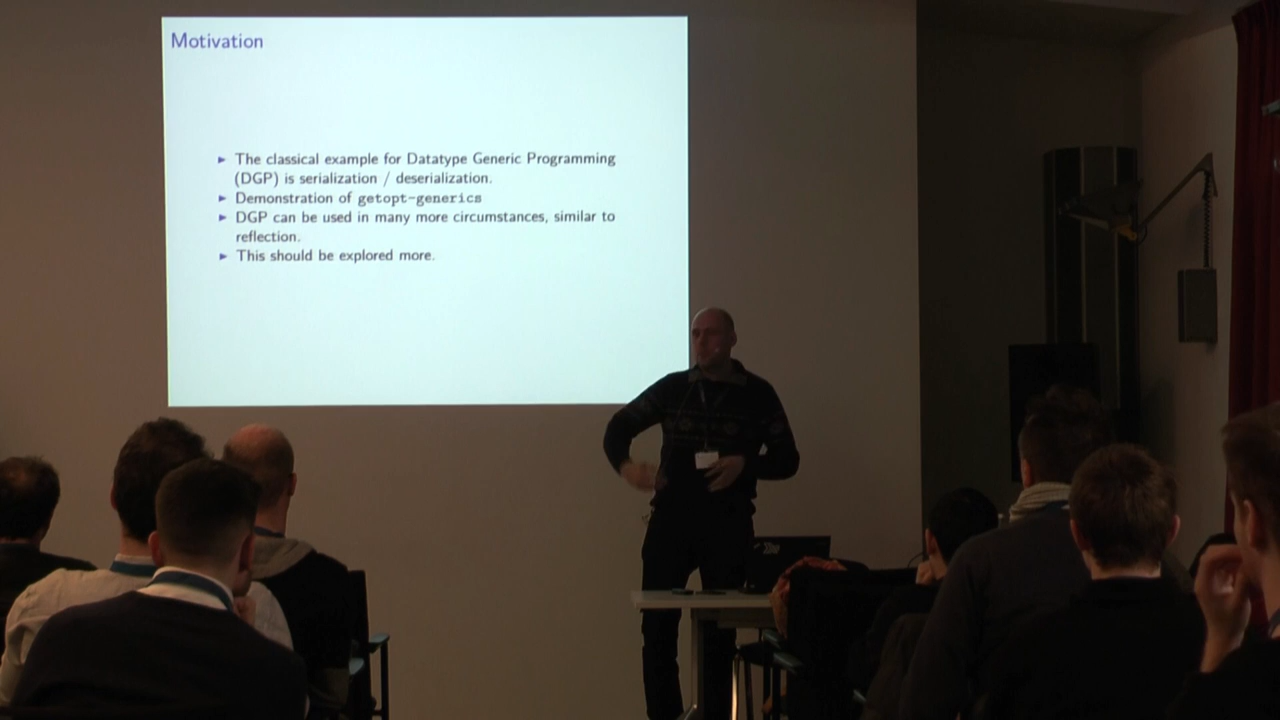 Motivation
► The classical example for Datatype Generic Programming
(DGP) is serialization / deserialization.
► Demonstration of getopt-generics
► DGP can be used in many more circumstances, similar to
reflection.
► This should be explored more.